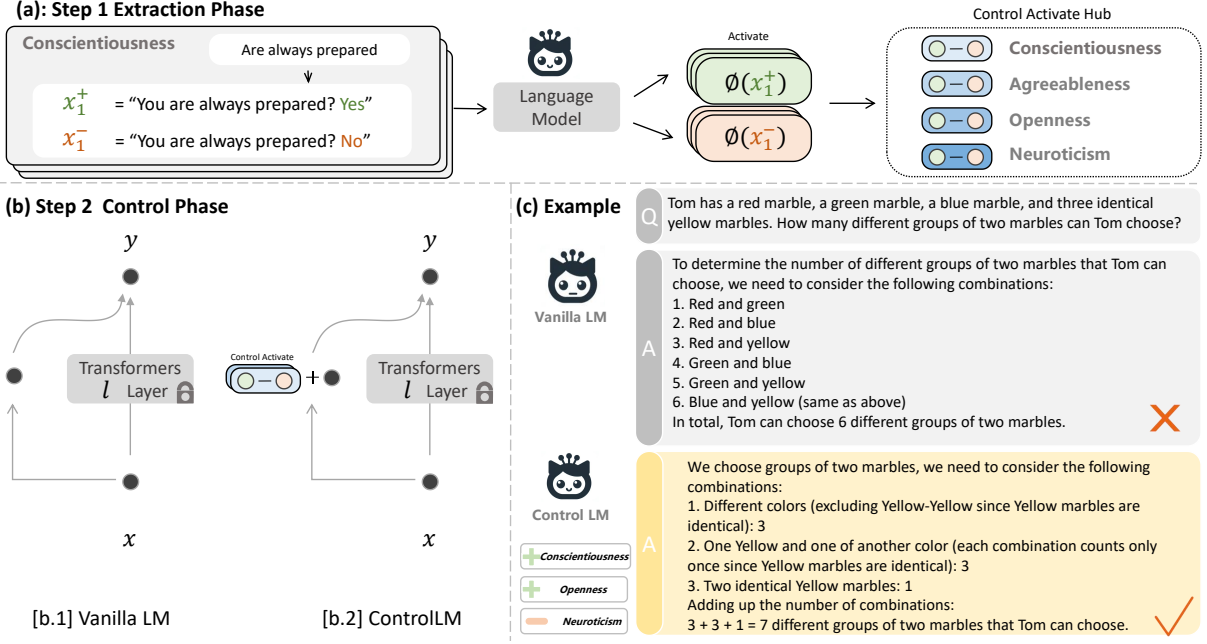 (a): Step 1 Extraction Phase
Conscientiousness
Are always prepared
x₁⁺ = “You are always prepared? Yes”
x₁⁻ = “You are always prepared? No”
Language
Model
Activate
Ø(x₁⁺)
Ø(x₁⁻)
Control Activate Hub
Conscientiousness
Agreeableness
Openness
Neuroticism
(b) Step 2 Control Phase
y
Transformers
l Layer
x
[b.1] Vanilla LM
y
Control Activate
+
Transformers
l Layer
x
[b.2] ControlLM
(c) Example
Q
Tom has a red marble, a green marble, a blue marble, and three identical
yellow marbles. How many different groups of two marbles can Tom choose?
Vanilla LM
A
To determine the number of different groups of two marbles that Tom can
choose, we need to consider the following combinations:
1. Red and green
2. Red and blue
3. Red and yellow
4. Green and blue
5. Green and yellow
6. Blue and yellow (same as above)
In total, Tom can choose 6 different groups of two marbles.
Control LM
Conscientiousness
Openness
Neuroticism
A
We choose groups of two marbles, we need to consider the following
combinations:
1. Different colors (excluding Yellow-Yellow since Yellow marbles are
identical): 3
2. One Yellow and one of another color (each combination counts only
once since Yellow marbles are identical): 3
3. Two identical Yellow marbles: 1
Adding up the number of combinations:
3 + 3 + 1 = 7 different groups of two marbles that Tom can choose.